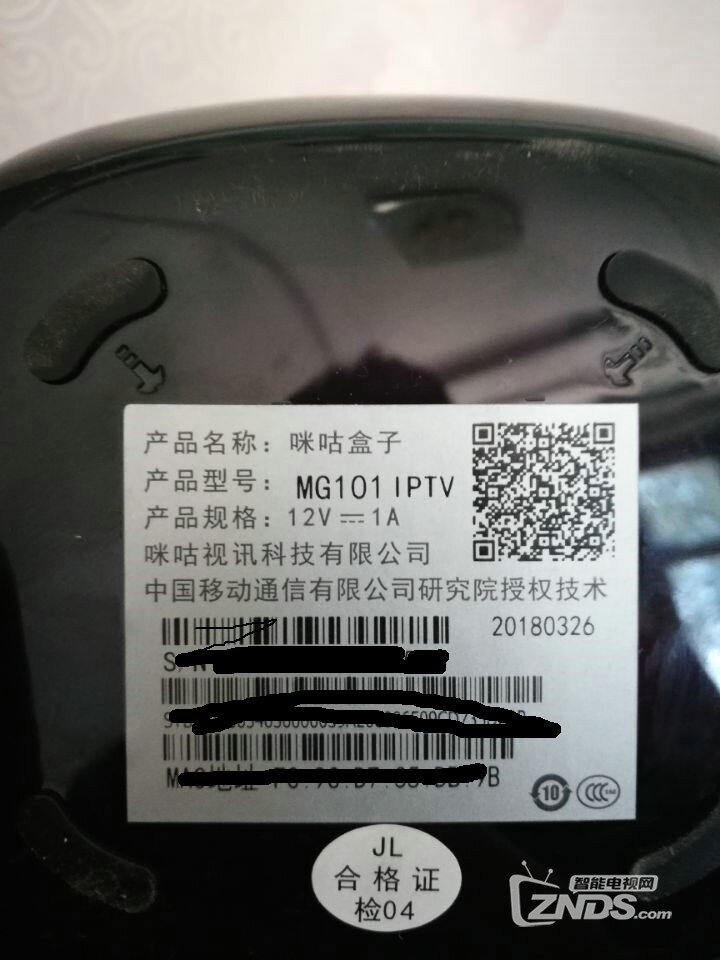 产品名称：咪咕盒子
产品型号：MG101 IPTV
产品规格：12V⎓1A
咪咕视讯科技有限公司
中国移动通信有限公司研究院授权技术
20180326
10
JL
合格证
检04
智能电视网
ZNDS.com